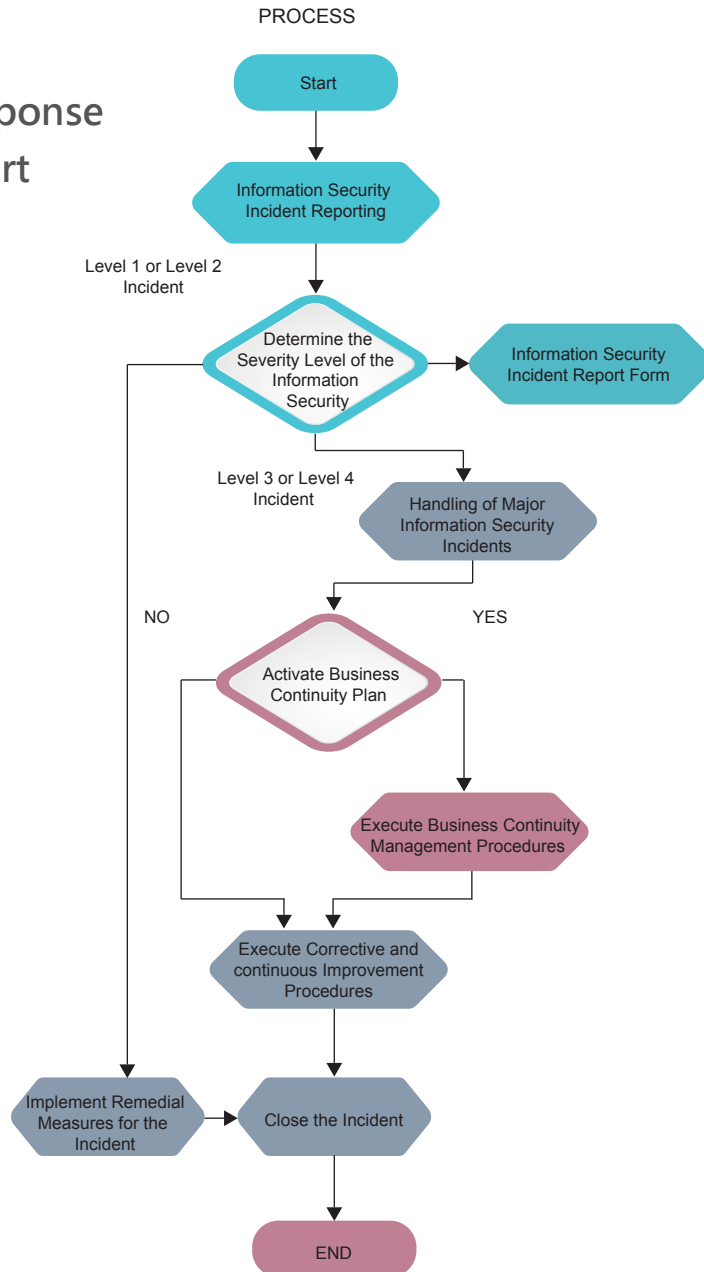 PROCESS
Start
ponse
rt
Information Security
Incident Reporting
Level 1 or Level 2
Incident
Determine the
Severity Level of the
Information
Security
Information Security
Incident Report Form
Level 3 or Level 4
Incident
Handling of Major
Information Security
Incidents
NO
YES
Activate Business
Continuity Plan
Execute Business Continuity
Management Procedures
Execute Corrective and
continuous Improvement
Procedures
Implement Remedial
Measures for the
Incident
Close the Incident
END